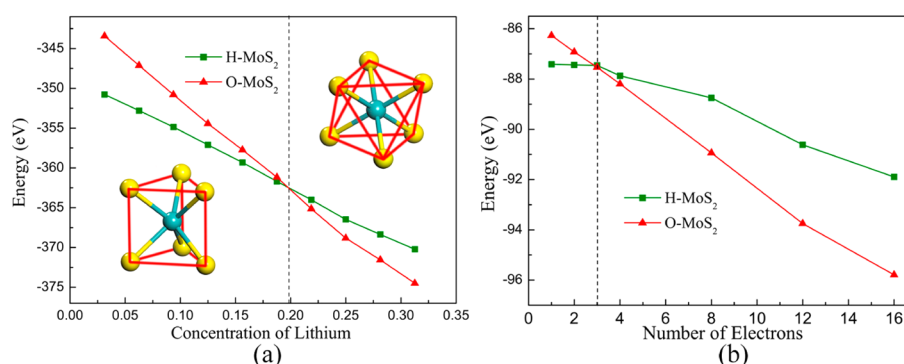 -345
-350
-355
-360
-365
-370
-375
Energy (eV)
H-MoS2
O-MoS2
0.00 0.05 0.10 0.15 0.20 0.25 0.30 0.35
Concentration of Lithium
(a)
-86
-88
-90
-92
-94
-96
Energy (eV)
H-MoS2
O-MoS2
0 2 4 6 8 10 12 14 16
Number of Electrons
(b)